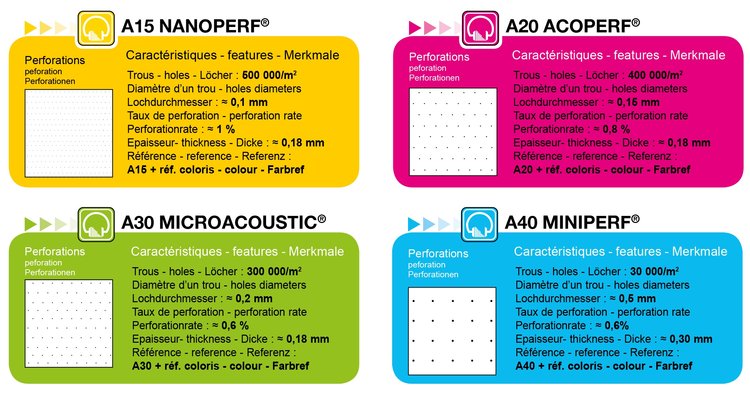 A15 NANOPERF®
Perforations
peforation
Perforationen
Caractéristiques - features - Merkmale
Trous - holes - Löcher : 500 000/m²
Diamètre d'un trou - holes diameters
Lochdurchmesser : ≈ 0,1 mm
Taux de perforation - perforation rate
Perforationrate : ≈ 1 %
Epaisseur- thickness - Dicke : ≈ 0,18 mm
Référence - reference - Referenz :
A15 + réf. coloris - colour - Farbref
A20 ACOPERF®
Perforations
peforation
Perforationen
Caractéristiques - features - Merkmale
Trous - holes - Löcher : 400 000/m²
Diamètre d'un trou - holes diameters
Lochdurchmesser : ≈ 0,15 mm
Taux de perforation - perforation rate
Perforationrate : ≈ 0,8 %
Epaisseur- thickness - Dicke : ≈ 0,18 mm
Référence - reference - Referenz :
A20 + réf. coloris - colour - Farbref
A30 MICROACOUSTIC®
Perforations
peforation
Perforationen
Caractéristiques - features - Merkmale
Trous - holes - Löcher : 300 000/m²
Diamètre d'un trou - holes diameters
Lochdurchmesser : ≈ 0,2 mm
Taux de perforation - perforation rate
Perforationrate : ≈ 0,6 %
Epaisseur- thickness - Dicke : ≈ 0,18 mm
Référence - reference - Referenz :
A30 + réf. coloris - colour - Farbref
A40 MINIPERF®
Perforations
peforation
Perforationen
Caractéristiques - features - Merkmale
Trous - holes - Löcher : 30 000/m²
Diamètre d'un trou - holes diameters
Lochdurchmesser : ≈ 0,5 mm
Taux de perforation - perforation rate
Perforationrate : ≈ 0,6%
Epaisseur- thickness - Dicke : ≈ 0,30 mm
Référence - reference - Referenz :
A40 + réf. coloris - colour - Farbref